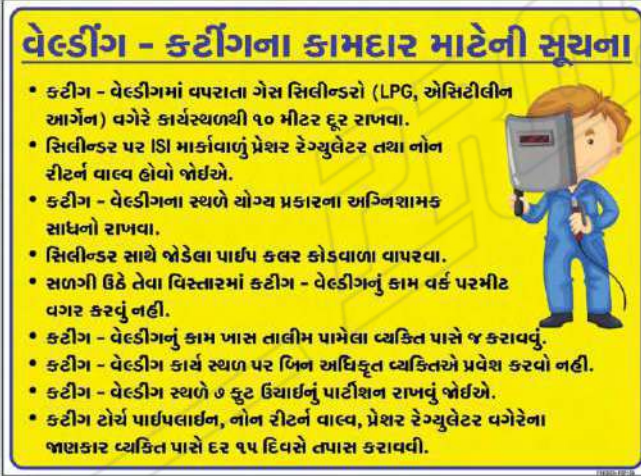 વેલ્ડીંગ - કટીંગના કામદાર માટેની સૂચના
• કટીગ - વેલ્ડીગમાં વપરાતા ગેસ સિલીન્ડરો (LPG, એસિટીલીન
આર્ગેન) વગેરે કાર્યસ્થળથી ૧૦ મીટર દૂર રાખવા.
• સિલીન્ડર પર ISI માર્કાવાળું પ્રેશર રેગ્યુલેટર તથા નોન
રીટર્ન વાલ્વ હોવો જોઈએ.
• કટીગ - વેલ્ડીગના સ્થળે યોગ્ય પ્રકારના અગ્નિશામક
સાધનો રાખવા.
• સિલીન્ડર સાથે જોડેલા પાઈપ કલર કોડવાળા વાપરવા.
• સળગી ઉઠે તેવા વિસ્તારમાં કટીગ - વેલ્ડીગનું કામ વર્ક પરમીટ
વગર કરવું નહીં.
• કટીગ - વેલ્ડીગનું કામ ખાસ તાલીમ પામેલા વ્યકિત પાસે જ કરાવવું.
• કટીગ - વેલ્ડીગ કાર્ય સ્થળ પર બિન અધિકૃત વ્યકિતએ પ્રવેશ કરવો નહી.
• કટીગ - વેલ્ડીગ સ્થળે ૭ ફુટ ઉચાઈનું પાર્ટીશન રાખવું જોઈએ.
• કટીગ ટોર્ચ પાઈપલાઈન, નોન રીટર્ન વાલ્વ, પ્રેશર રેગ્યુલેટર વગેરેના
જાણકાર વ્યકિત પાસે દર ૧૫ દિવસે તપાસ કરાવવી.